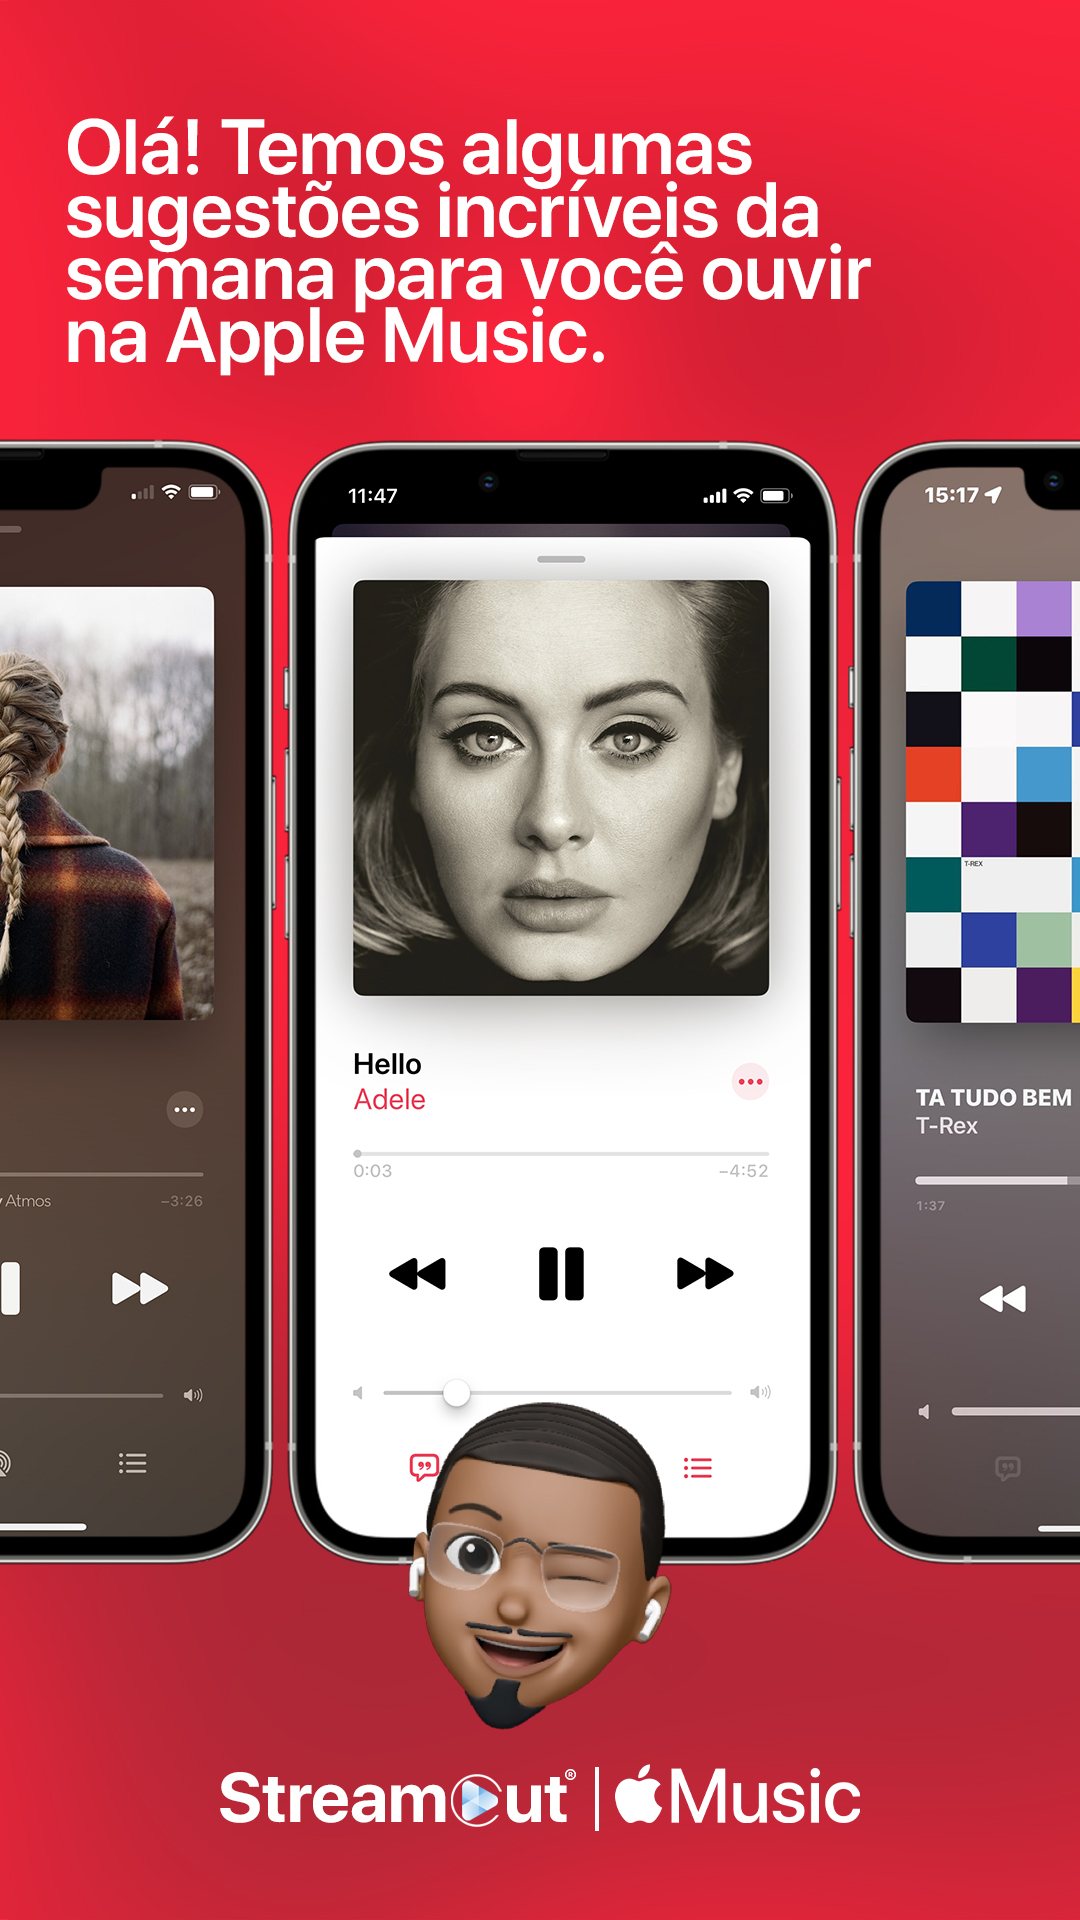 Olá! Temos algumas
sugestões incríveis da
semana para você ouvir
na Apple Music.
11:47
15:17
T-REX
Hello
Adele
0:03
−4:52
Atmos
−3:26
TA TUDO BEM
T-Rex
1:37
StreamOut®
Music